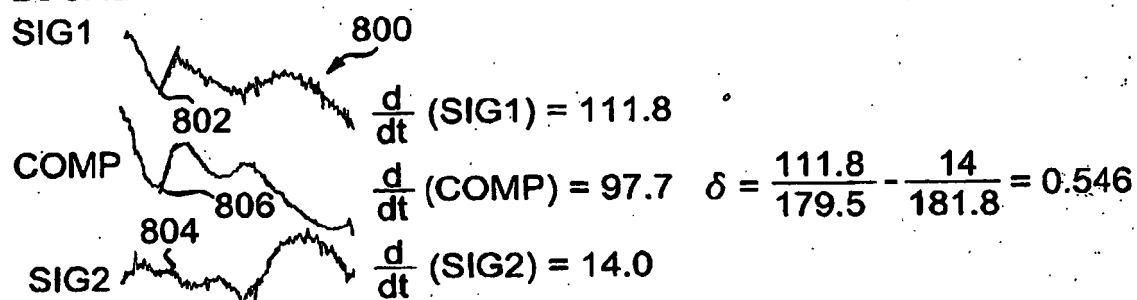 SIG1
800
802
d/dt (SIG1) = 111.8
COMP
806
d/dt (COMP) = 97.7
δ = 111.8/179.5 - 14/181.8 = 0.546
804
SIG2
d/dt (SIG2) = 14.0